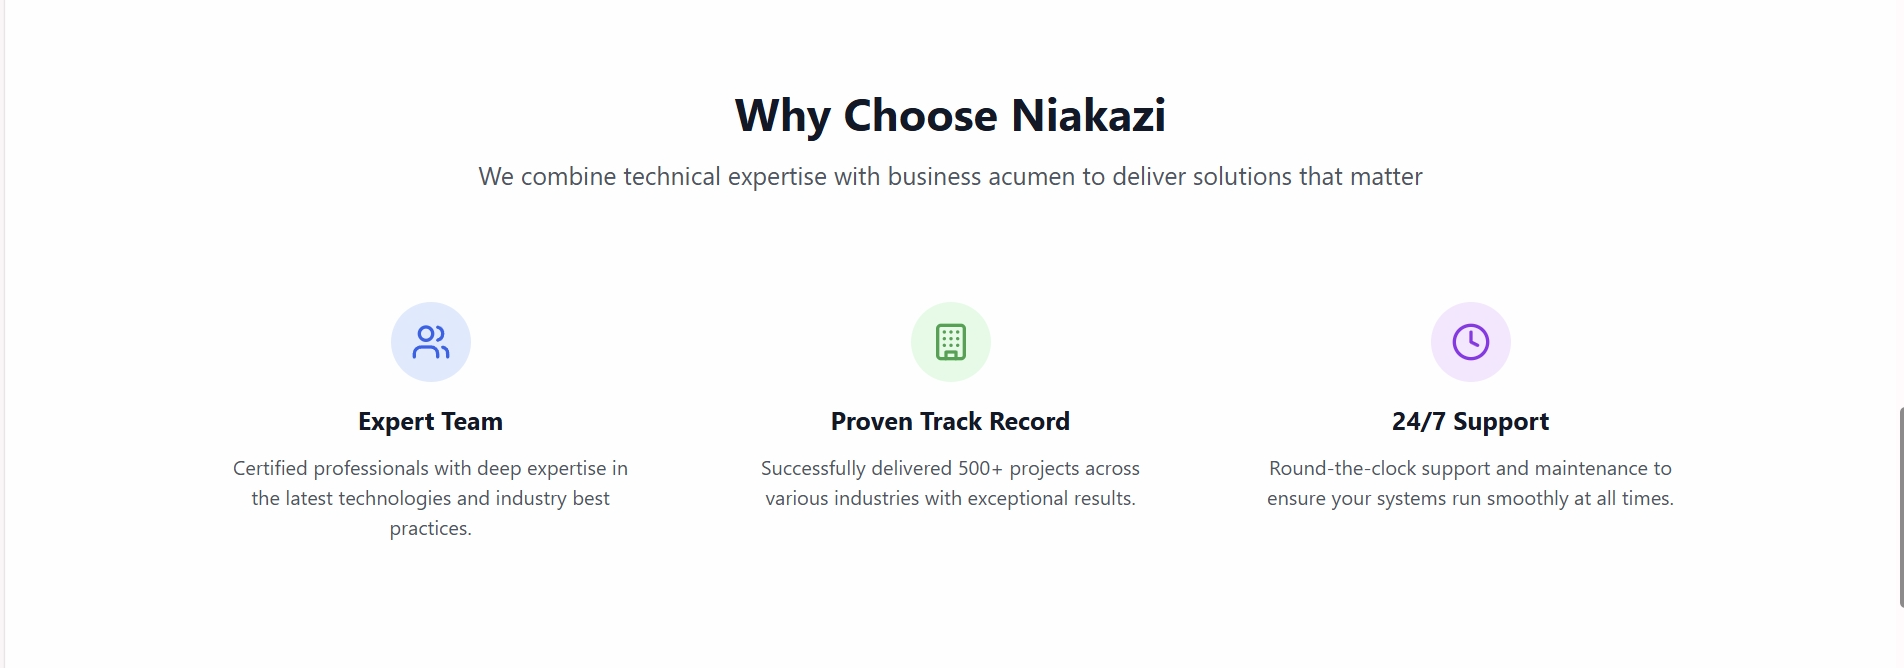 Why Choose Niakazi
We combine technical expertise with business acumen to deliver solutions that matter
Expert Team
Certified professionals with deep expertise in
the latest technologies and industry best
practices.
Proven Track Record
Successfully delivered 500+ projects across
various industries with exceptional results.
24/7 Support
Round-the-clock support and maintenance to
ensure your systems run smoothly at all times.